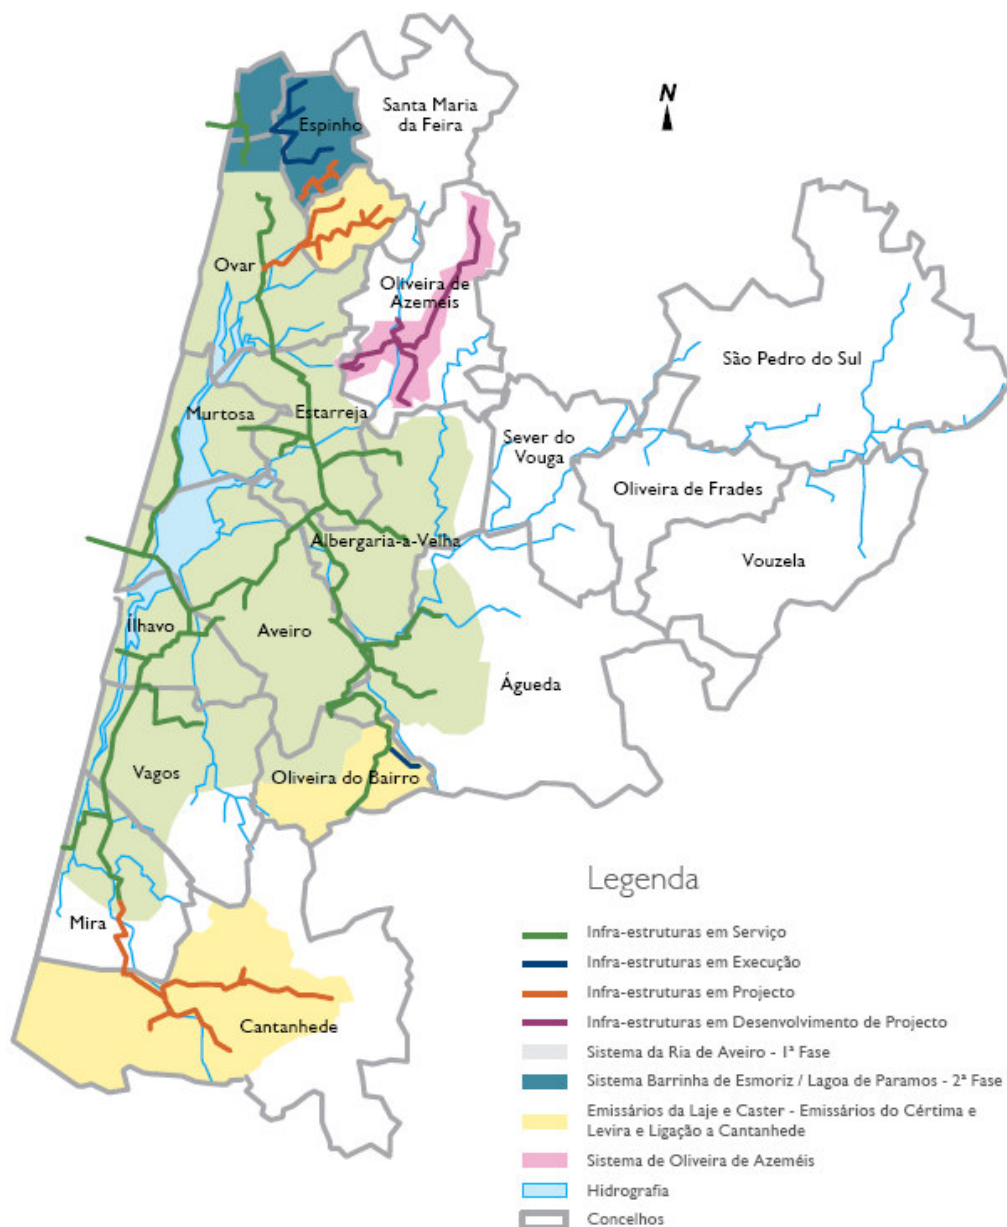 N
Santa Maria
da Feira
Espinho
Ovar
Oliveira de
Azeméis
São Pedro do Sul
Murtosa
Estarreja
Sever do
Vouga
Oliveira de Frades
Albergaria-a-Velha
Vouzela
Ílhavo
Aveiro
Águeda
Vagos
Oliveira do Bairro
Mira
Cantanhede
Legenda
Infra-estruturas em Serviço
Infra-estruturas em Execução
Infra-estruturas em Projecto
Infra-estruturas em Desenvolvimento de Projecto
Sistema da Ria de Aveiro - 1ª Fase
Sistema Barrinha de Esmoriz / Lagoa de Paramos - 2ª Fase
Emissários da Laje e Caster - Emissários do Cértima e
Levira e Ligação a Cantanhede
Sistema de Oliveira de Azeméis
Hidrografia
Concelhos